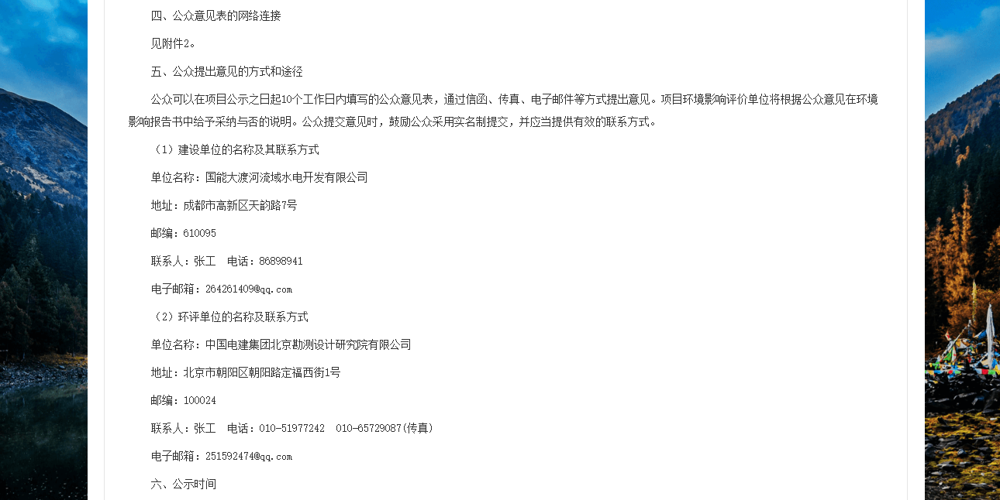 四、公众意见表的网络连接
见附件2。
五、公众提出意见的方式和途径
公众可以在项目公示之日起10个工作日内填写的公众意见表，通过信函、传真、电子邮件等方式提出意见。项目环境影响评价单位将根据公众意见在环境
影响报告书中给予采纳与否的说明。公众提交意见时，鼓励公众采用实名制提交，并应当提供有效的联系方式。
（1）建设单位的名称及其联系方式
单位名称：国能大渡河流域水电开发有限公司
地址：成都市高新区天韵路7号
邮编：610095
联系人：张工　电话：86898941
电子邮箱：264261409@qq.com
（2）环评单位的名称及联系方式
单位名称：中国电建集团北京勘测设计研究院有限公司
地址：北京市朝阳区朝阳路定福西街1号
邮编：100024
联系人：张工　电话：010-51977242　010-65729087(传真)
电子邮箱：251592474@qq.com
六、公示时间